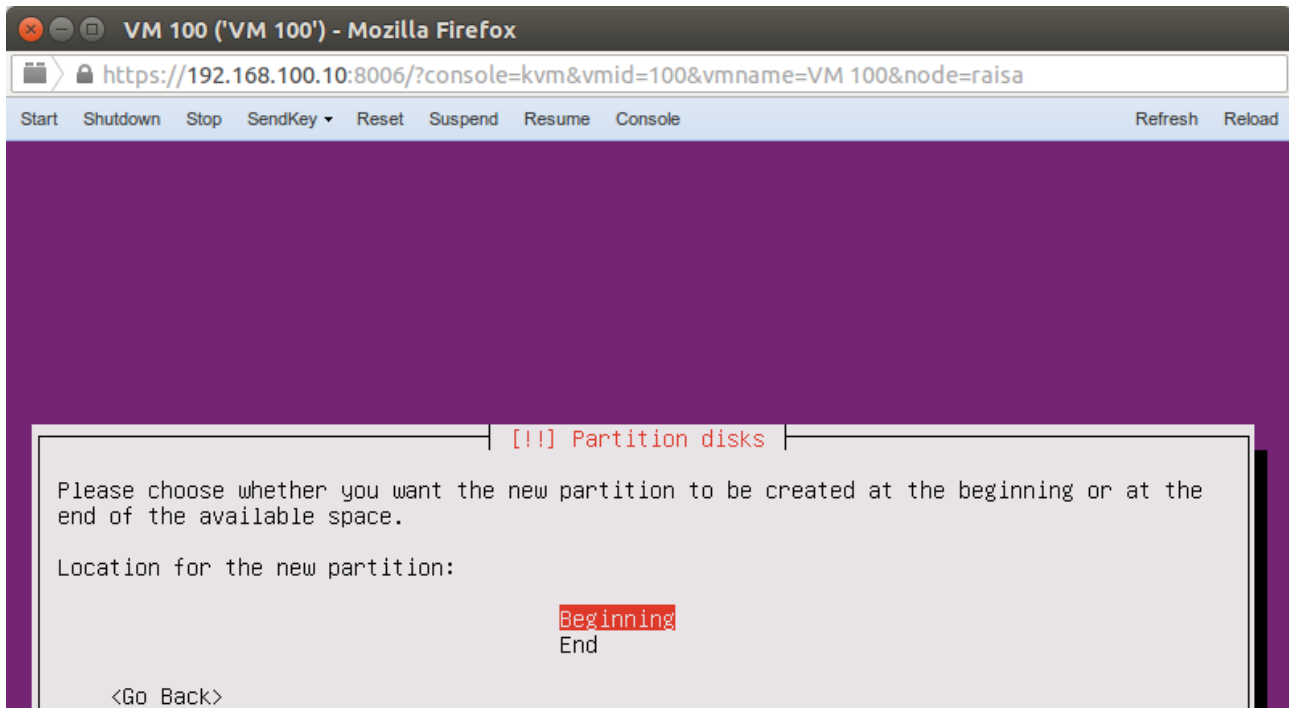 VM 100 ('VM 100') - Mozilla Firefox
https://192.168.100.10:8006/?console=kvm&vmid=100&vmname=VM 100&node=raisa
Start Shutdown Stop SendKey Reset Suspend Resume Console Refresh Reload
[!!] Partition disks
Please choose whether you want the new partition to be created at the beginning or at the
end of the available space.
Location for the new partition:
Beginning
End
<Go Back>